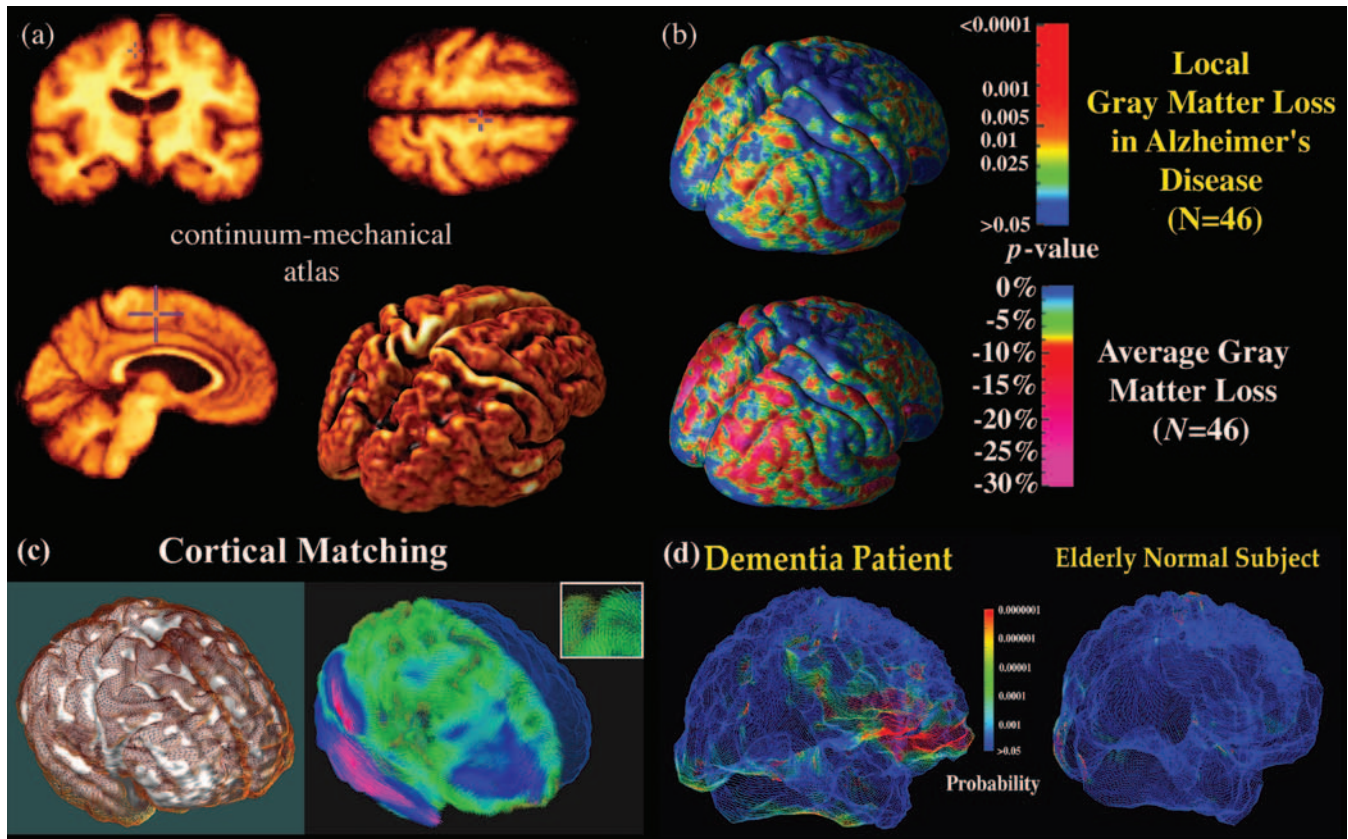 (a)
continuum-mechanical
atlas
(b)
<0.0001
0.001
0.005
0.01
0.025
>0.05
p-value
Local
Gray Matter Loss
in Alzheimer's
Disease
(N=46)
0%
-5%
-10%
-15%
-20%
-25%
-30%
Average Gray
Matter Loss
(N=46)
(c)
Cortical Matching
(d)
Dementia Patient
Elderly Normal Subject
0.0000001
0.000001
0.00001
0.0001
0.001
>0.05
Probability